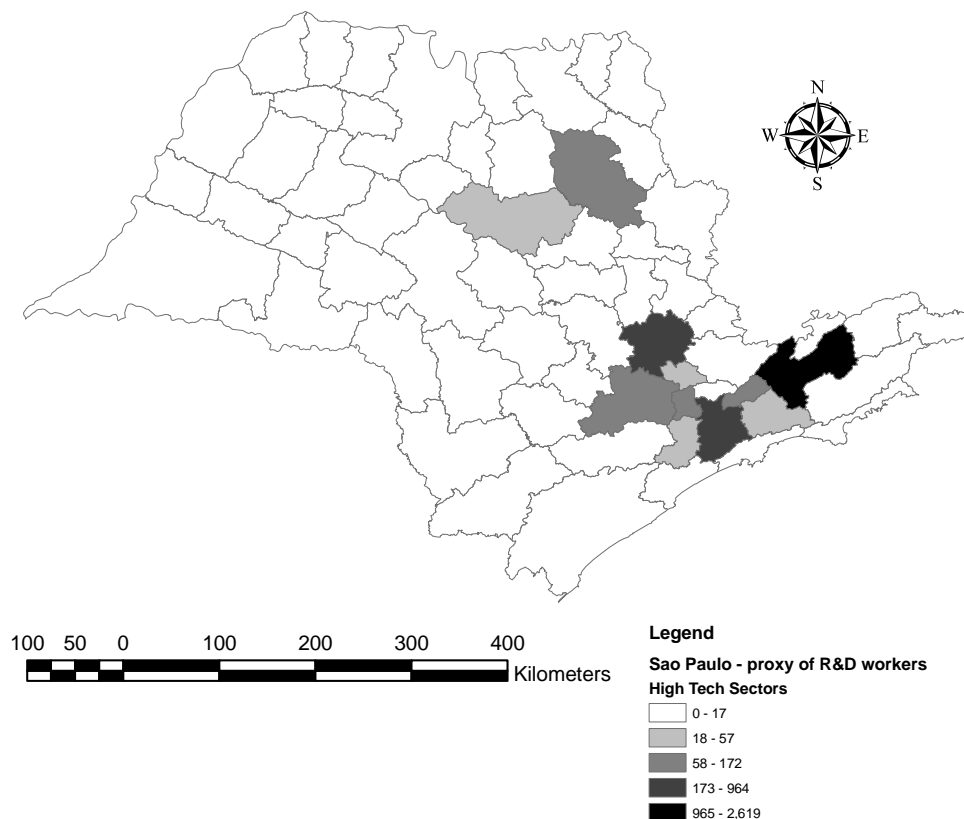 N
W E
S
100 50 0 100 200 300 400
Kilometers
Legend
Sao Paulo - proxy of R&D workers
High Tech Sectors
0 - 17
18 - 57
58 - 172
173 - 964
965 - 2,619